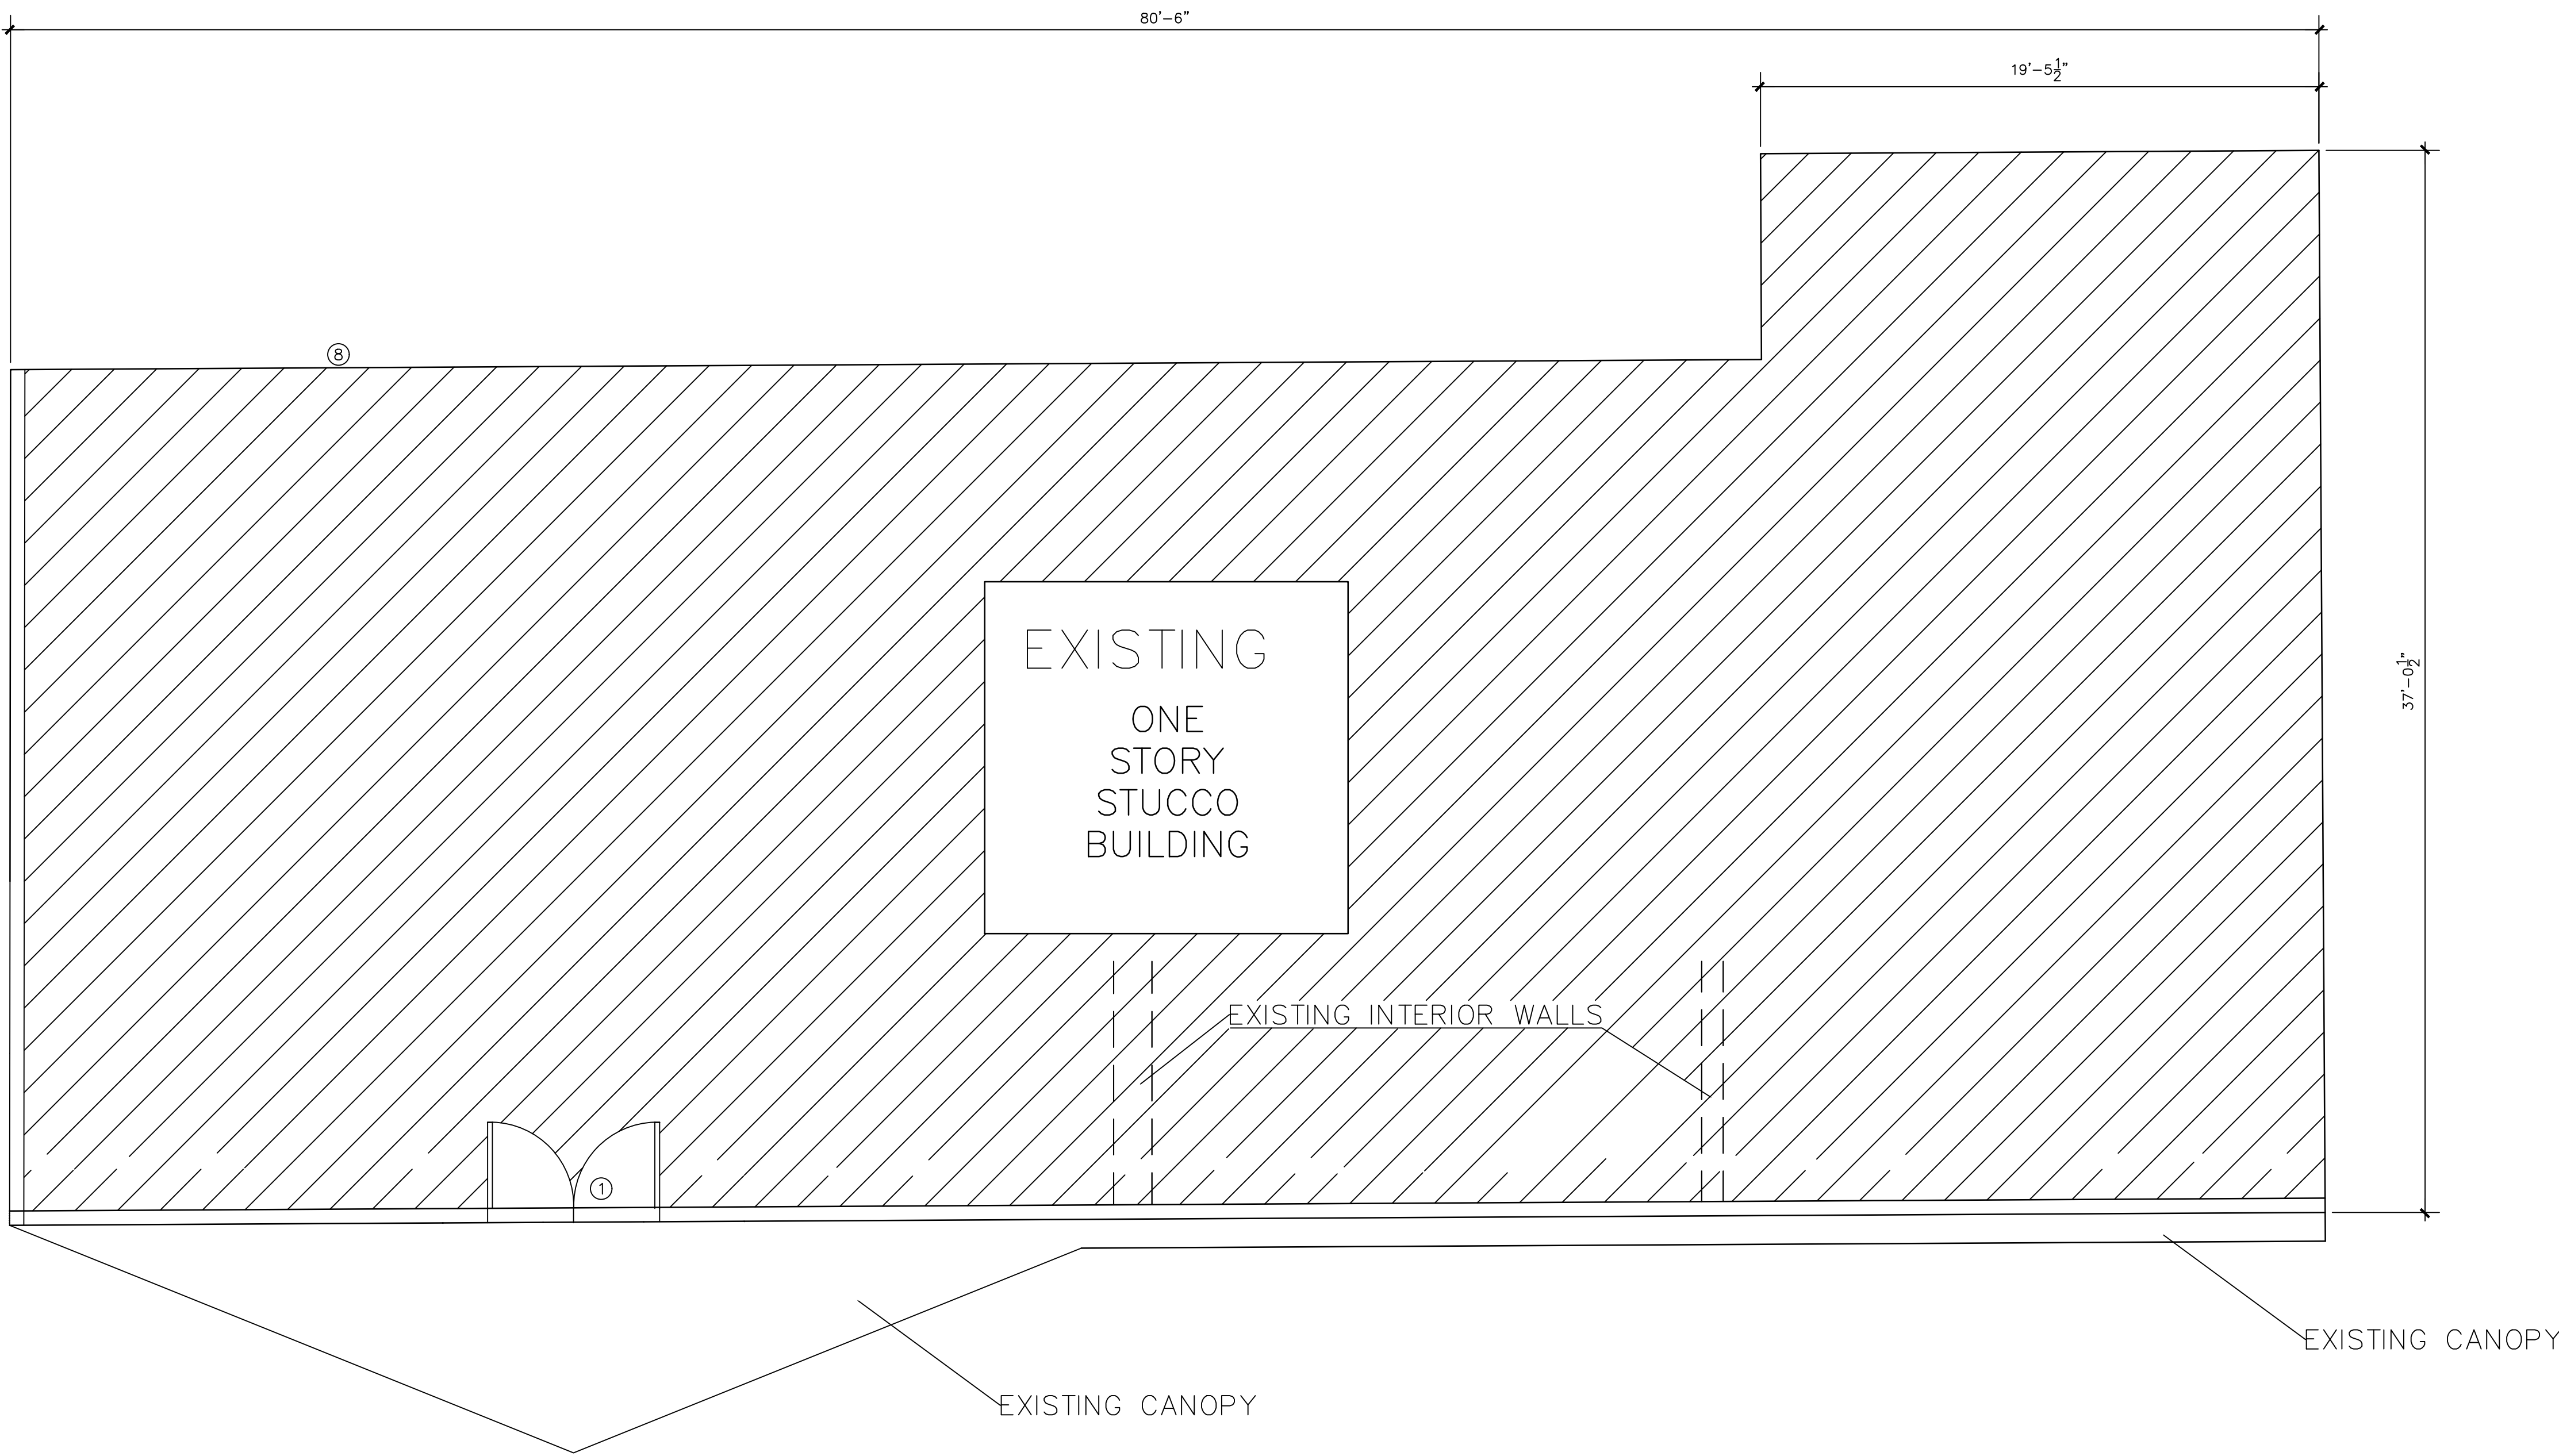 80'-6"
19'-5½"
⑧
EXISTING
ONE
STORY
STUCCO
BUILDING
37'-0½"
EXISTING INTERIOR WALLS
①
EXISTING CANOPY
EXISTING CANOPY